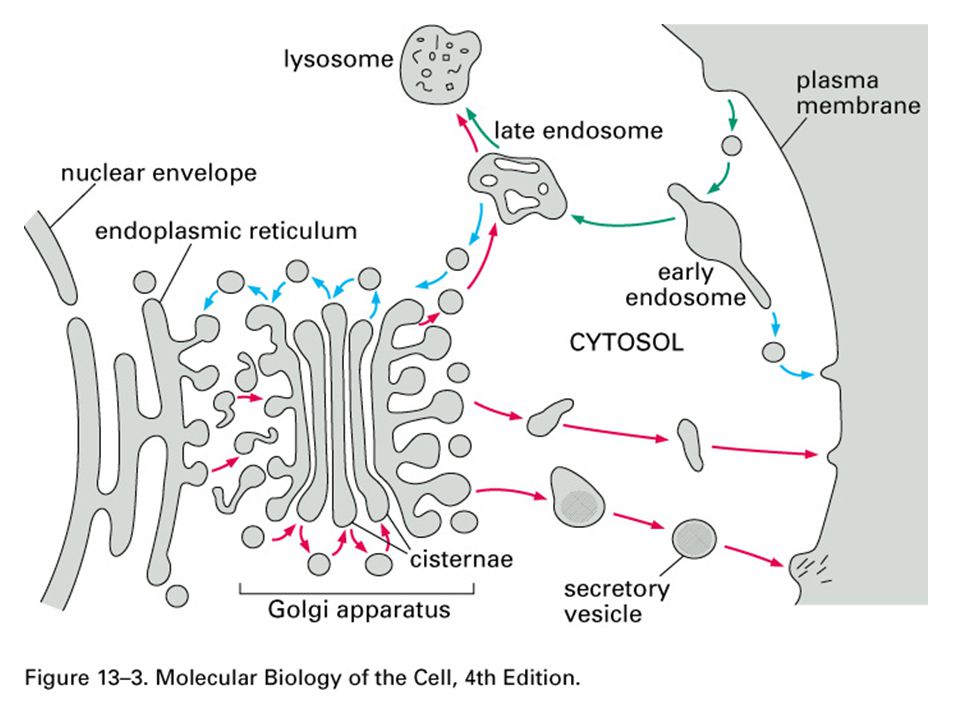 lysosome
plasma
membrane
late endosome
nuclear envelope
endoplasmic reticulum
early
endosome
CYTOSOL
cisternae
Golgi apparatus
secretory
vesicle
Figure 13–3. Molecular Biology of the Cell, 4th Edition.